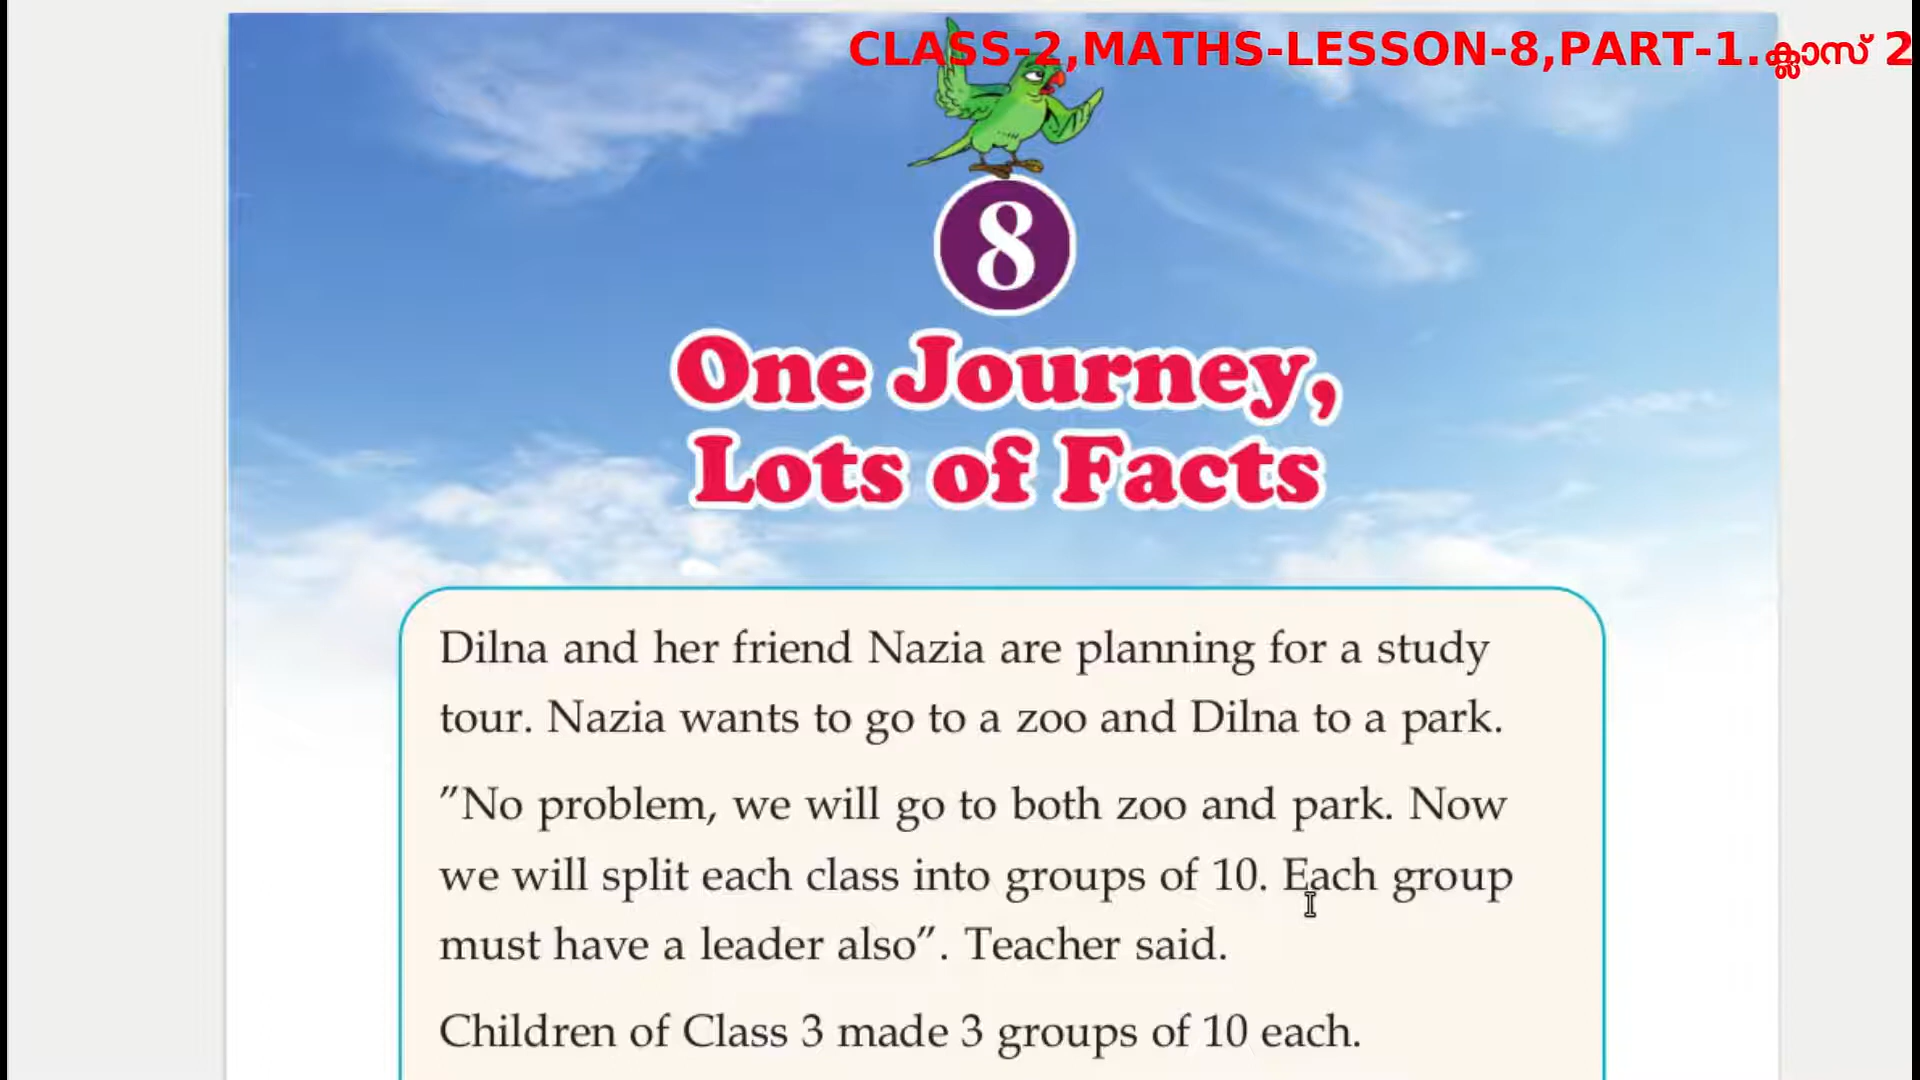 CLASS-2,MATHS-LESSON-8,PART-1.ക്ലാസ് 2
8
One Journey,
Lots of Facts
Dilna and her friend Nazia are planning for a study
tour. Nazia wants to go to a zoo and Dilna to a park.
”No problem, we will go to both zoo and park. Now
we will split each class into groups of 10. Each group
must have a leader also”. Teacher said.
Children of Class 3 made 3 groups of 10 each.